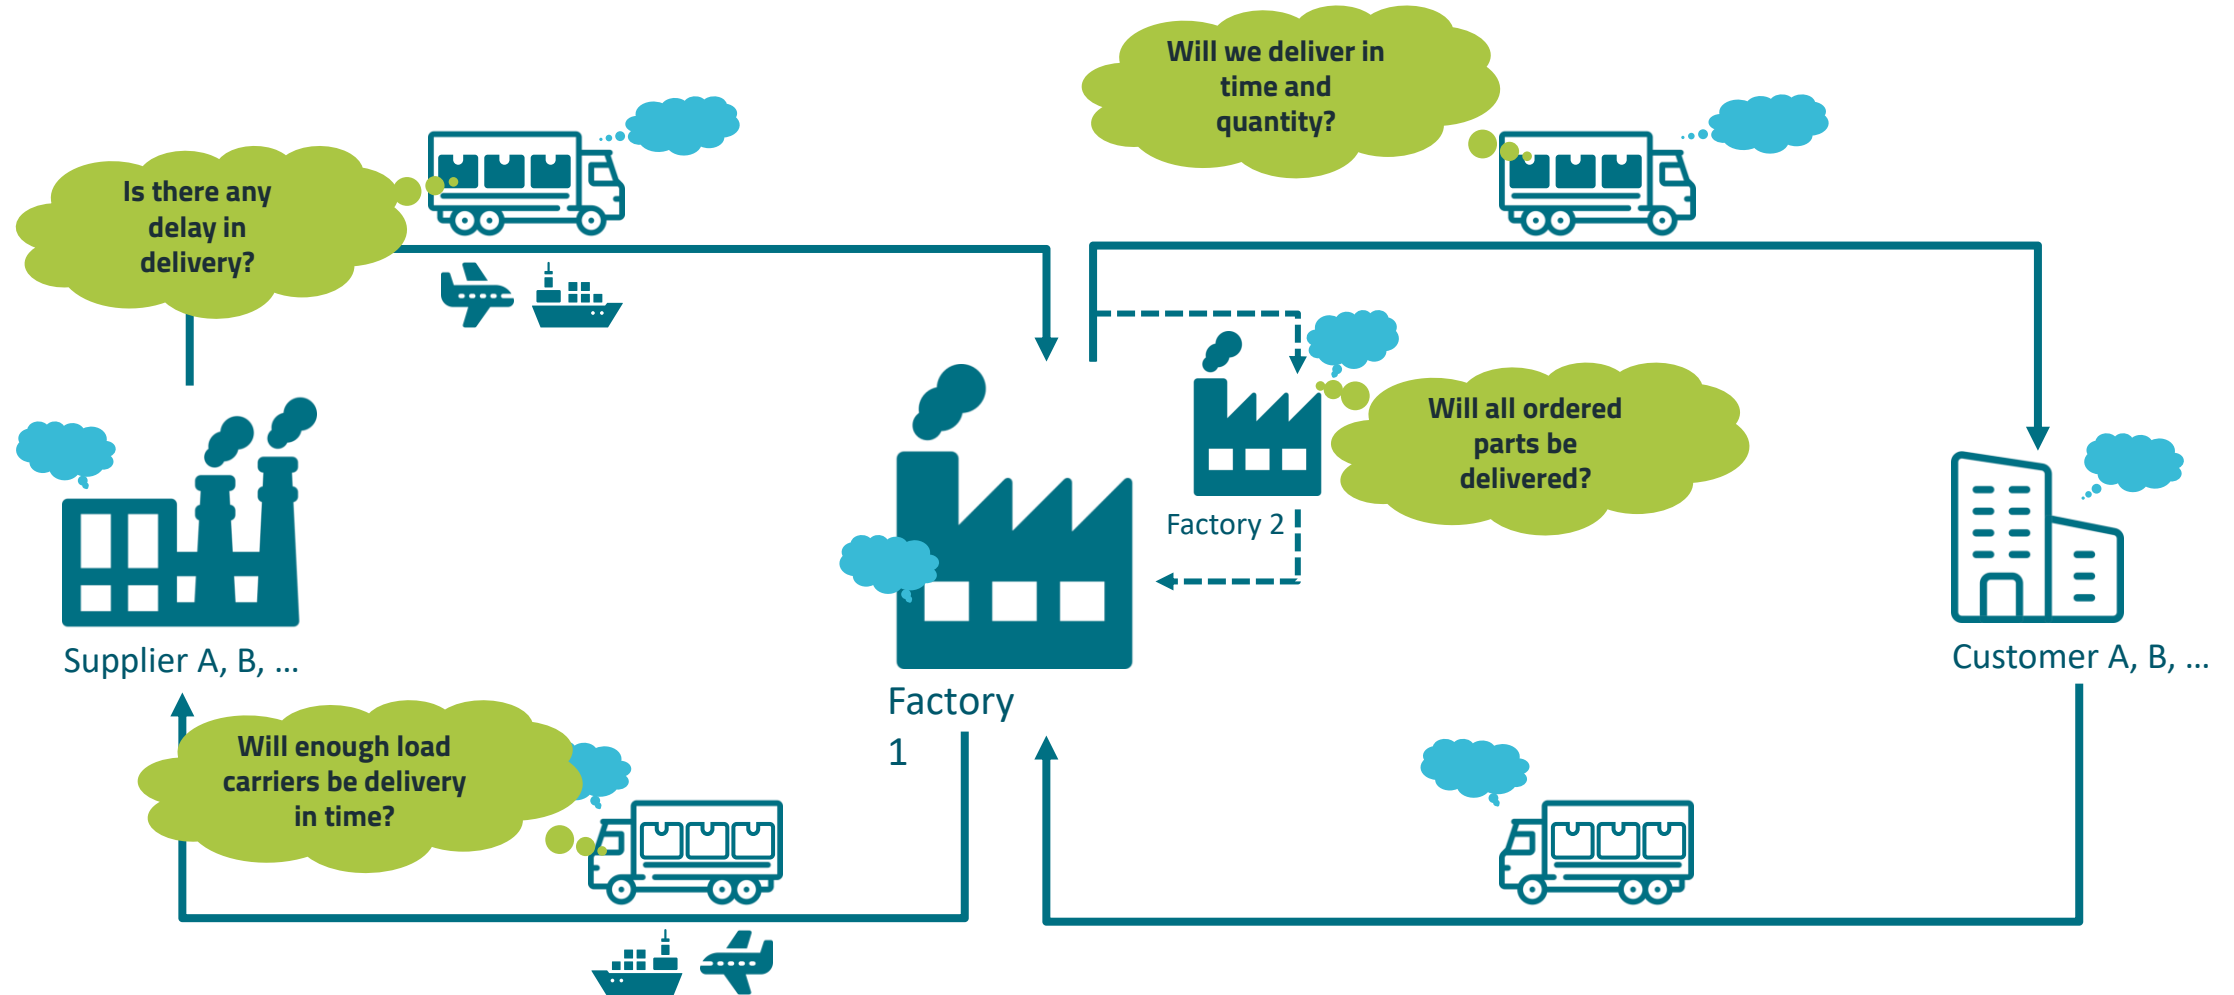 Will we deliver in
time and
quantity?
Is there any
delay in
delivery?
Will all ordered
parts be
delivered?
Factory 2
Supplier A, B, ...
Customer A, B, ...
Factory
1
Will enough load
carriers be delivery
in time?